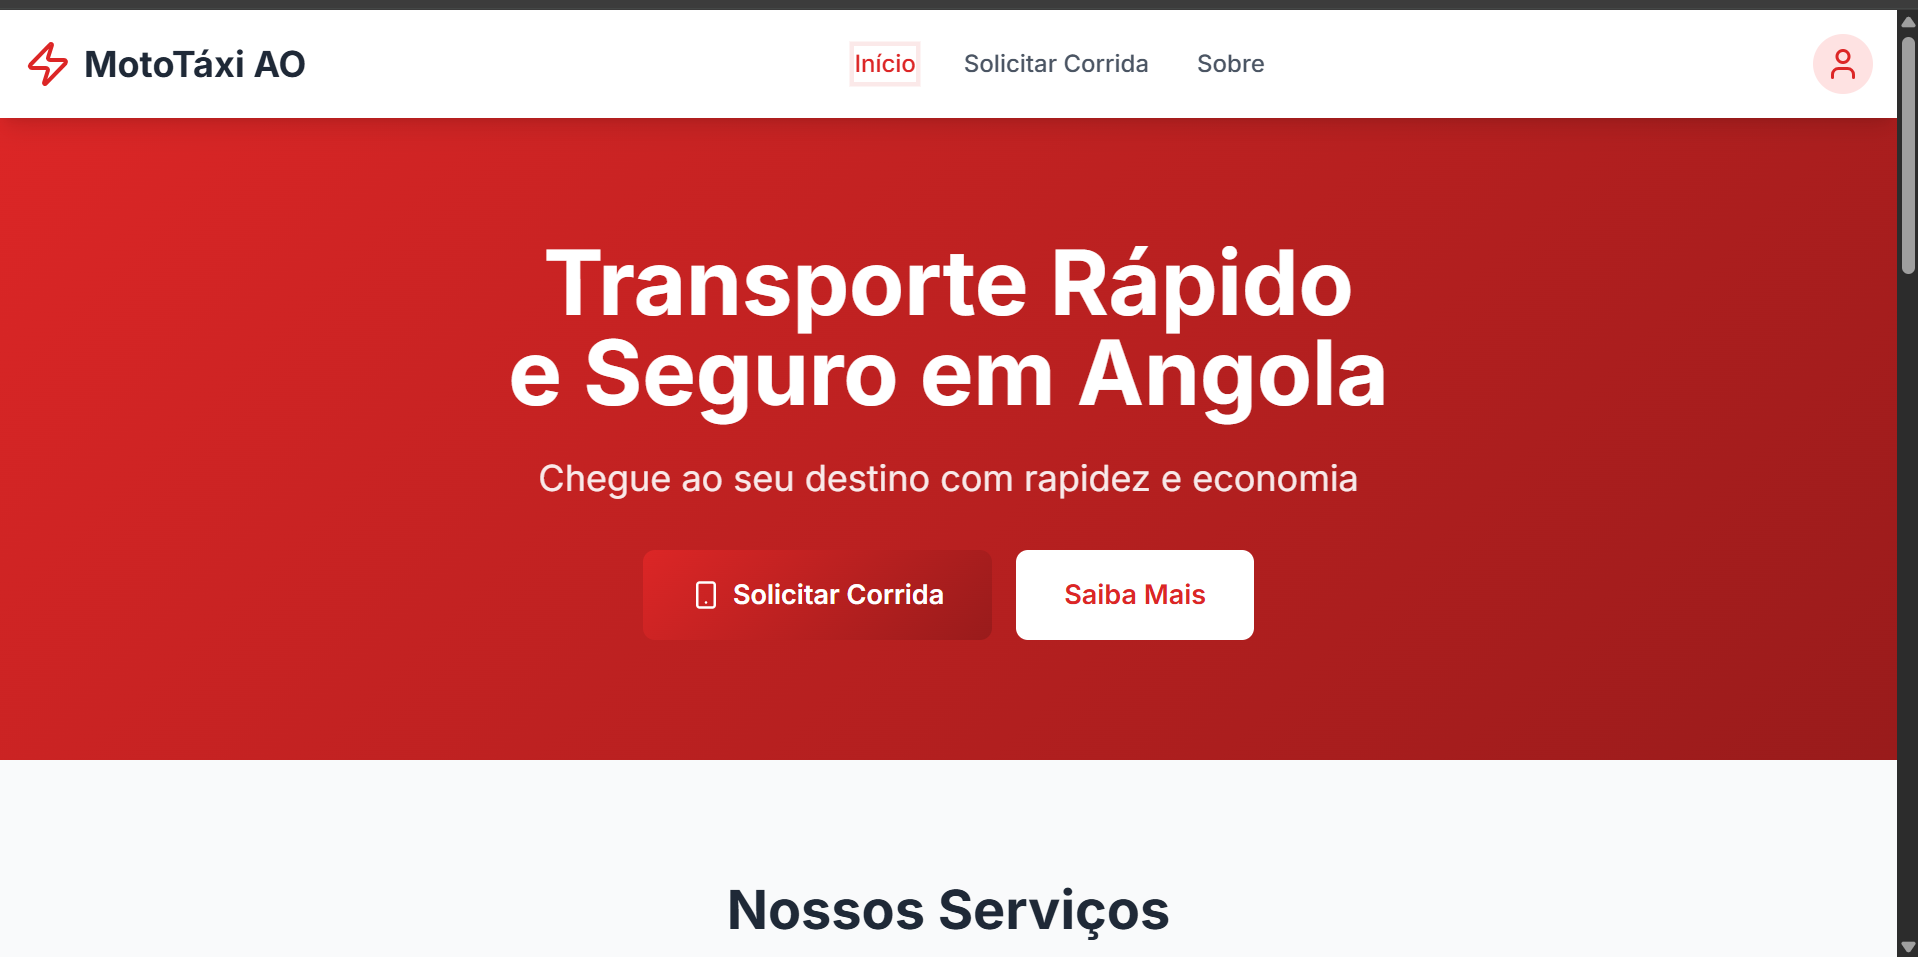 MotoTáxi AO
Início
Solicitar Corrida
Sobre
Transporte Rápido
e Seguro em Angola
Chegue ao seu destino com rapidez e economia
Solicitar Corrida
Saiba Mais
Nossos Serviços